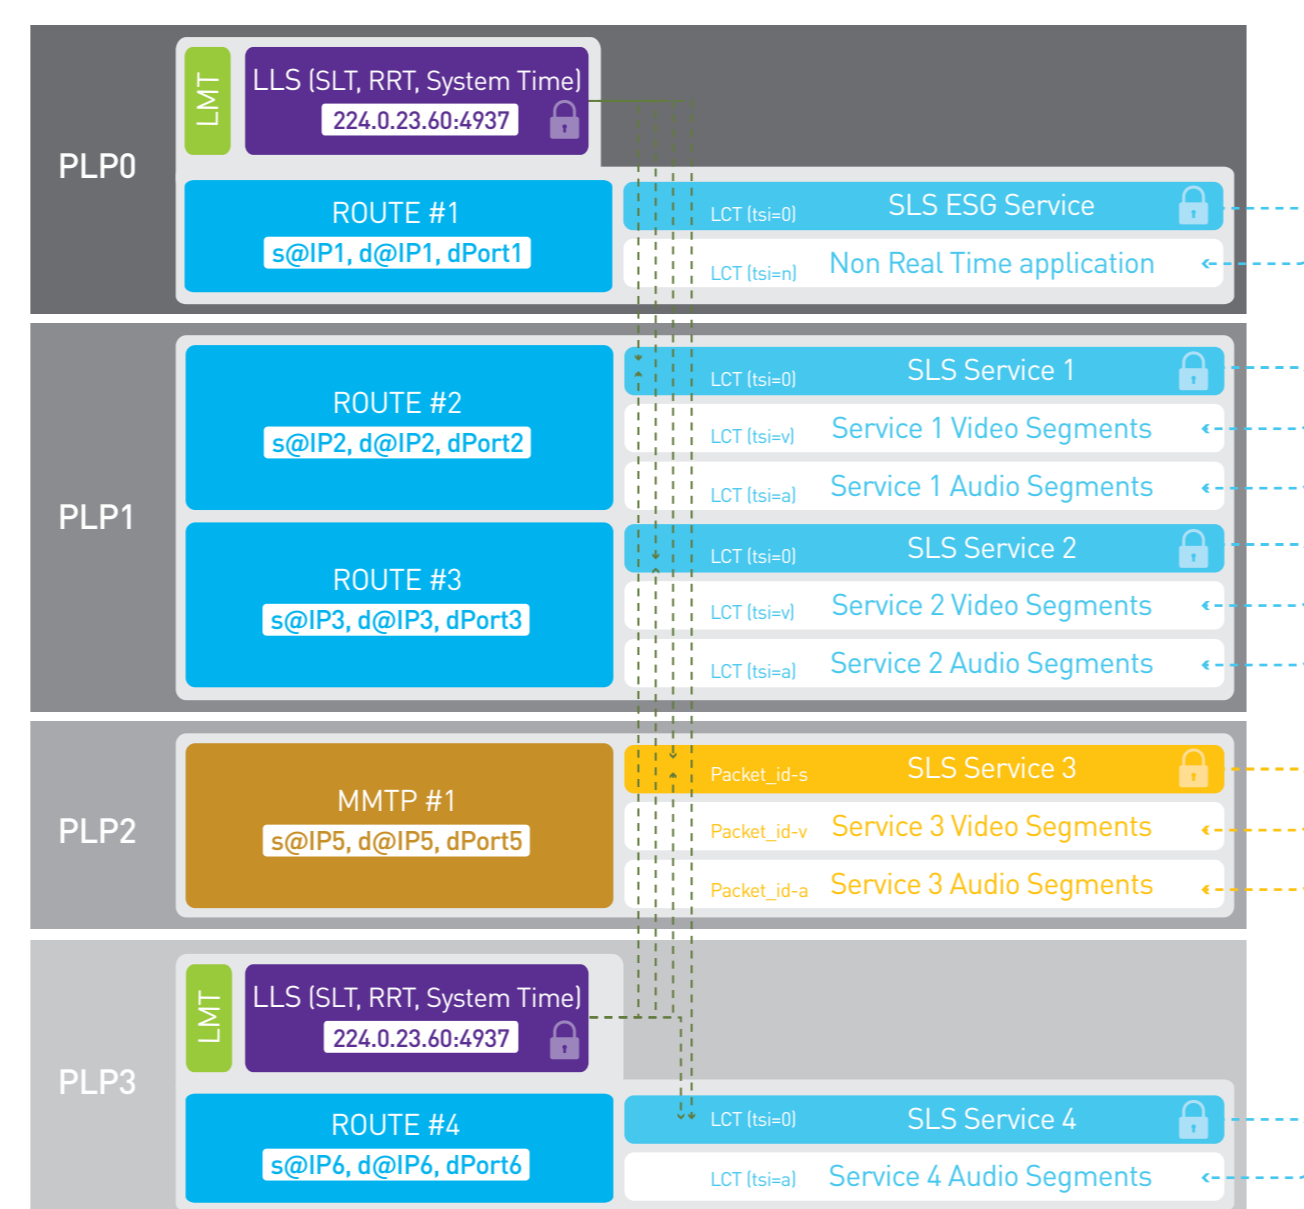 PLP0
LMT
LLS (SLT, RRT, System Time)
224.0.23.60:4937
ROUTE #1
s@IP1, d@IP1, dPort1
LCT (tsi=0) SLS ESG Service
LCT (tsi=n) Non Real Time application
PLP1
ROUTE #2
s@IP2, d@IP2, dPort2
LCT (tsi=0) SLS Service 1
LCT (tsi=v) Service 1 Video Segments
LCT (tsi=a) Service 1 Audio Segments
ROUTE #3
s@IP3, d@IP3, dPort3
LCT (tsi=0) SLS Service 2
LCT (tsi=v) Service 2 Video Segments
LCT (tsi=a) Service 2 Audio Segments
PLP2
MMTP #1
s@IP5, d@IP5, dPort5
Packet_id-s SLS Service 3
Packet_id-v Service 3 Video Segments
Packet_id-a Service 3 Audio Segments
PLP3
LMT
LLS (SLT, RRT, System Time)
224.0.23.60:4937
ROUTE #4
s@IP6, d@IP6, dPort6
LCT (tsi=0) SLS Service 4
LCT (tsi=a) Service 4 Audio Segments